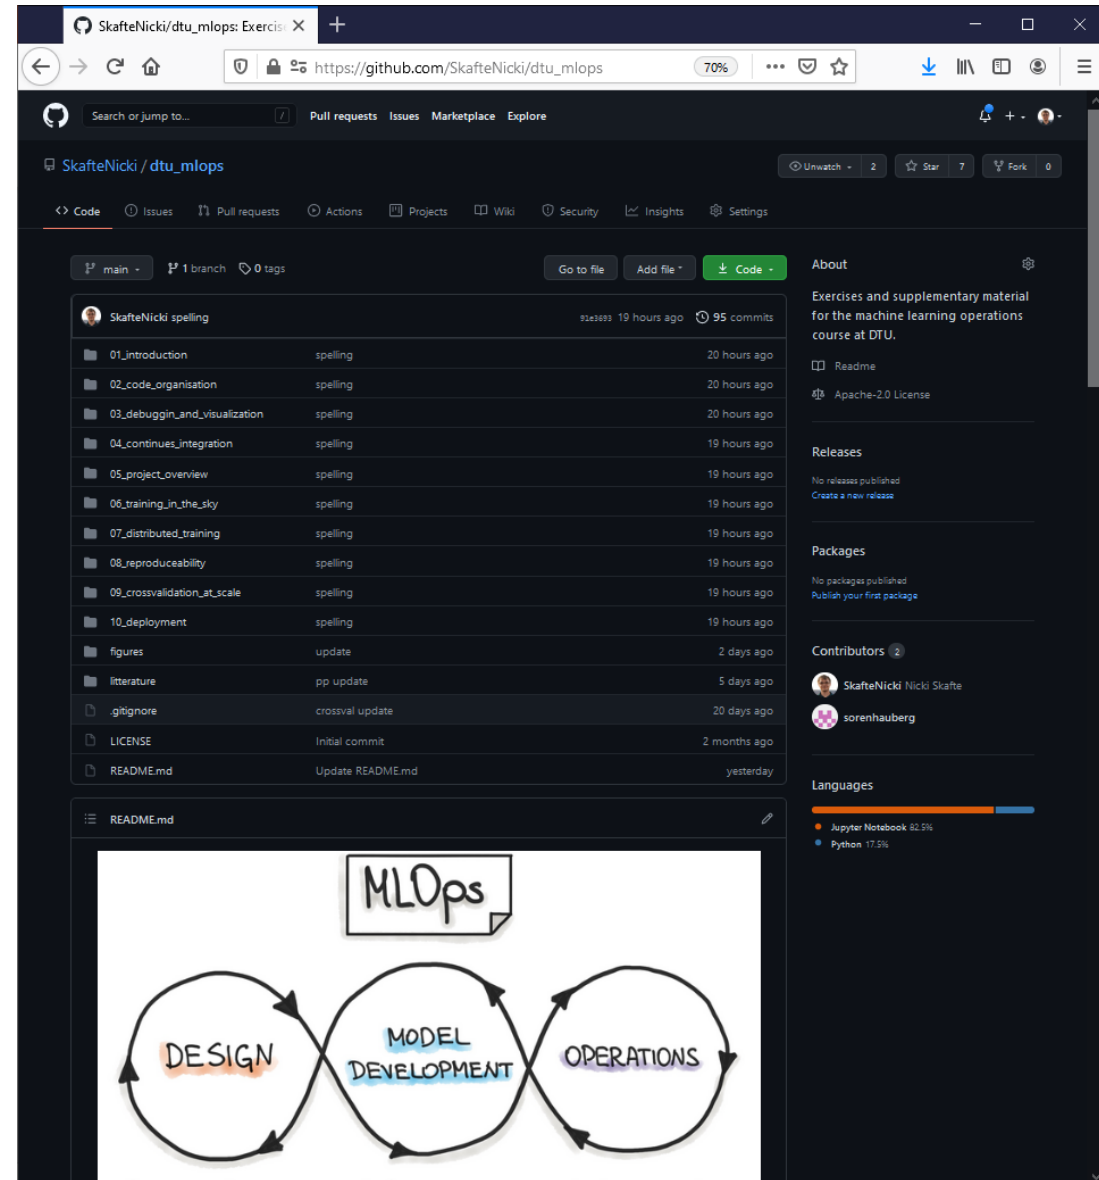 SkafteNicki/dtu_mlops: Exercis
https://github.com/SkafteNicki/dtu_mlops 70%
Search or jump to... / Pull requests Issues Marketplace Explore
SkafteNicki / dtu_mlops Unwatch 2 Star 7 Fork 0
Code Issues Pull requests Actions Projects Wiki Security Insights Settings
main 1 branch 0 tags Go to file Add file Code
SkafteNicki spelling 91e3693 19 hours ago 95 commits
01_introduction spelling 20 hours ago
02_code_organisation spelling 20 hours ago
03_debuggin_and_visualization spelling 20 hours ago
04_continues_integration spelling 19 hours ago
05_project_overview spelling 19 hours ago
06_training_in_the_sky spelling 19 hours ago
07_distributed_training spelling 19 hours ago
08_reproduceability spelling 19 hours ago
09_crossvalidation_at_scale spelling 19 hours ago
10_deployment spelling 19 hours ago
figures update 2 days ago
litterature pp update 5 days ago
.gitignore crossval update 20 days ago
LICENSE Initial commit 2 months ago
README.md Update README.md yesterday
README.md
MLOps
DESIGN
MODEL
DEVELOPMENT
OPERATIONS
About
Exercises and supplementary material
for the machine learning operations
course at DTU.
Readme
Apache-2.0 License
Releases
No releases published
Create a new release
Packages
No packages published
Publish your first package
Contributors 2
SkafteNicki Nicki Skafte
sorenhauberg
Languages
Jupyter Notebook 82.5%
Python 17.5%